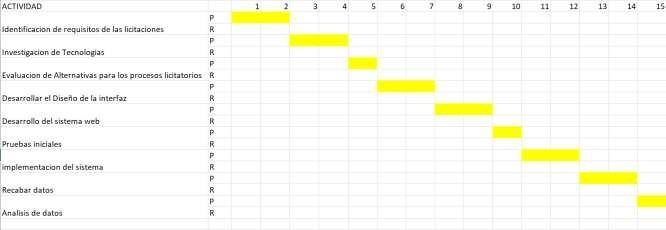 ACTIVIDAD 1 2 3 4 5 6 7 8 9 10 11 12 13 14 15
P
Identificacion de requisitos de las licitaciones R
P
Investigacion de Tecnologias R
P
Evaluacion de Alternativas para los procesos licitatorios R
P
Desarrollar el Diseño de la interfaz R
P
Desarrollo del sistema web R
P
Pruebas iniciales R
P
implementacion del sistema R
P
Recabar datos R
P
Analisis de datos R